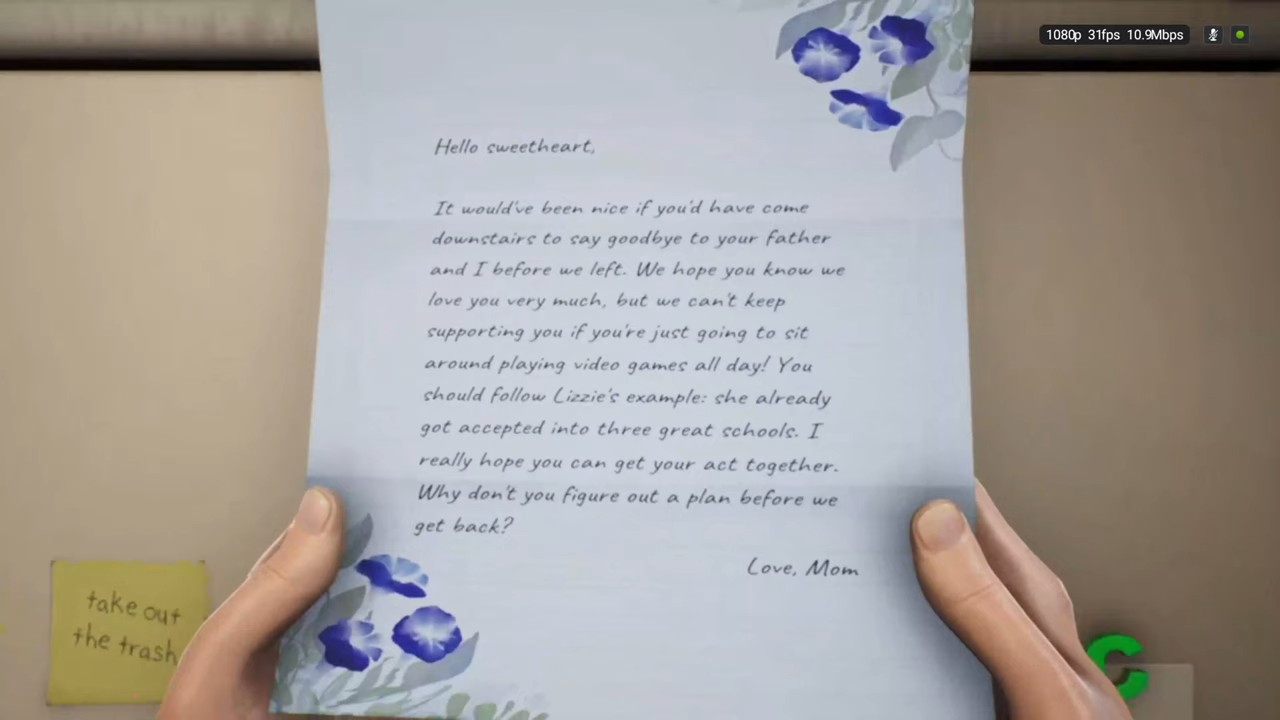 1080p 31fps 10.9Mbps
Hello sweetheart,
It would've been nice if you'd have come
downstairs to say goodbye to your father
and I before we left. We hope you know we
love you very much, but we can't keep
supporting you if you're just going to sit
around playing video games all day! You
should follow Lizzie's example: she already
got accepted into three great schools. I
really hope you can get your act together.
Why don't you figure out a plan before we
get back?
Love, Mom
take out
the trash
C